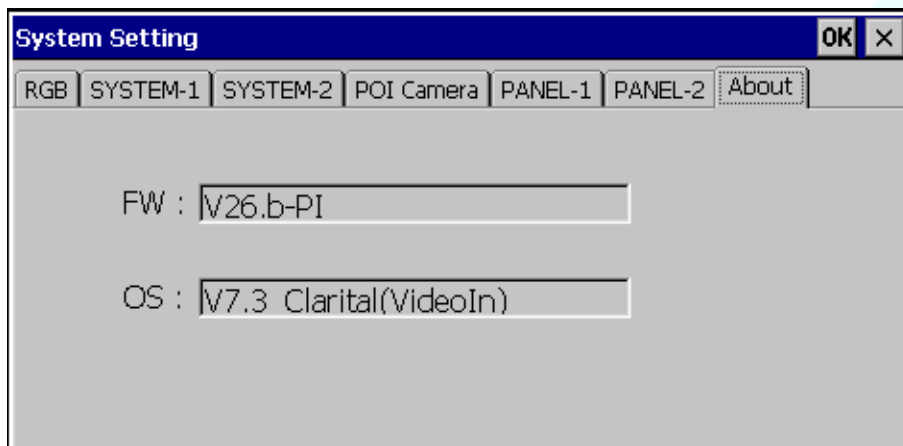 System Setting OK ×
RGB SYSTEM-1 SYSTEM-2 POI Camera PANEL-1 PANEL-2 About
FW : V26.b-PI
OS : V7.3 Clarital(VideoIn)